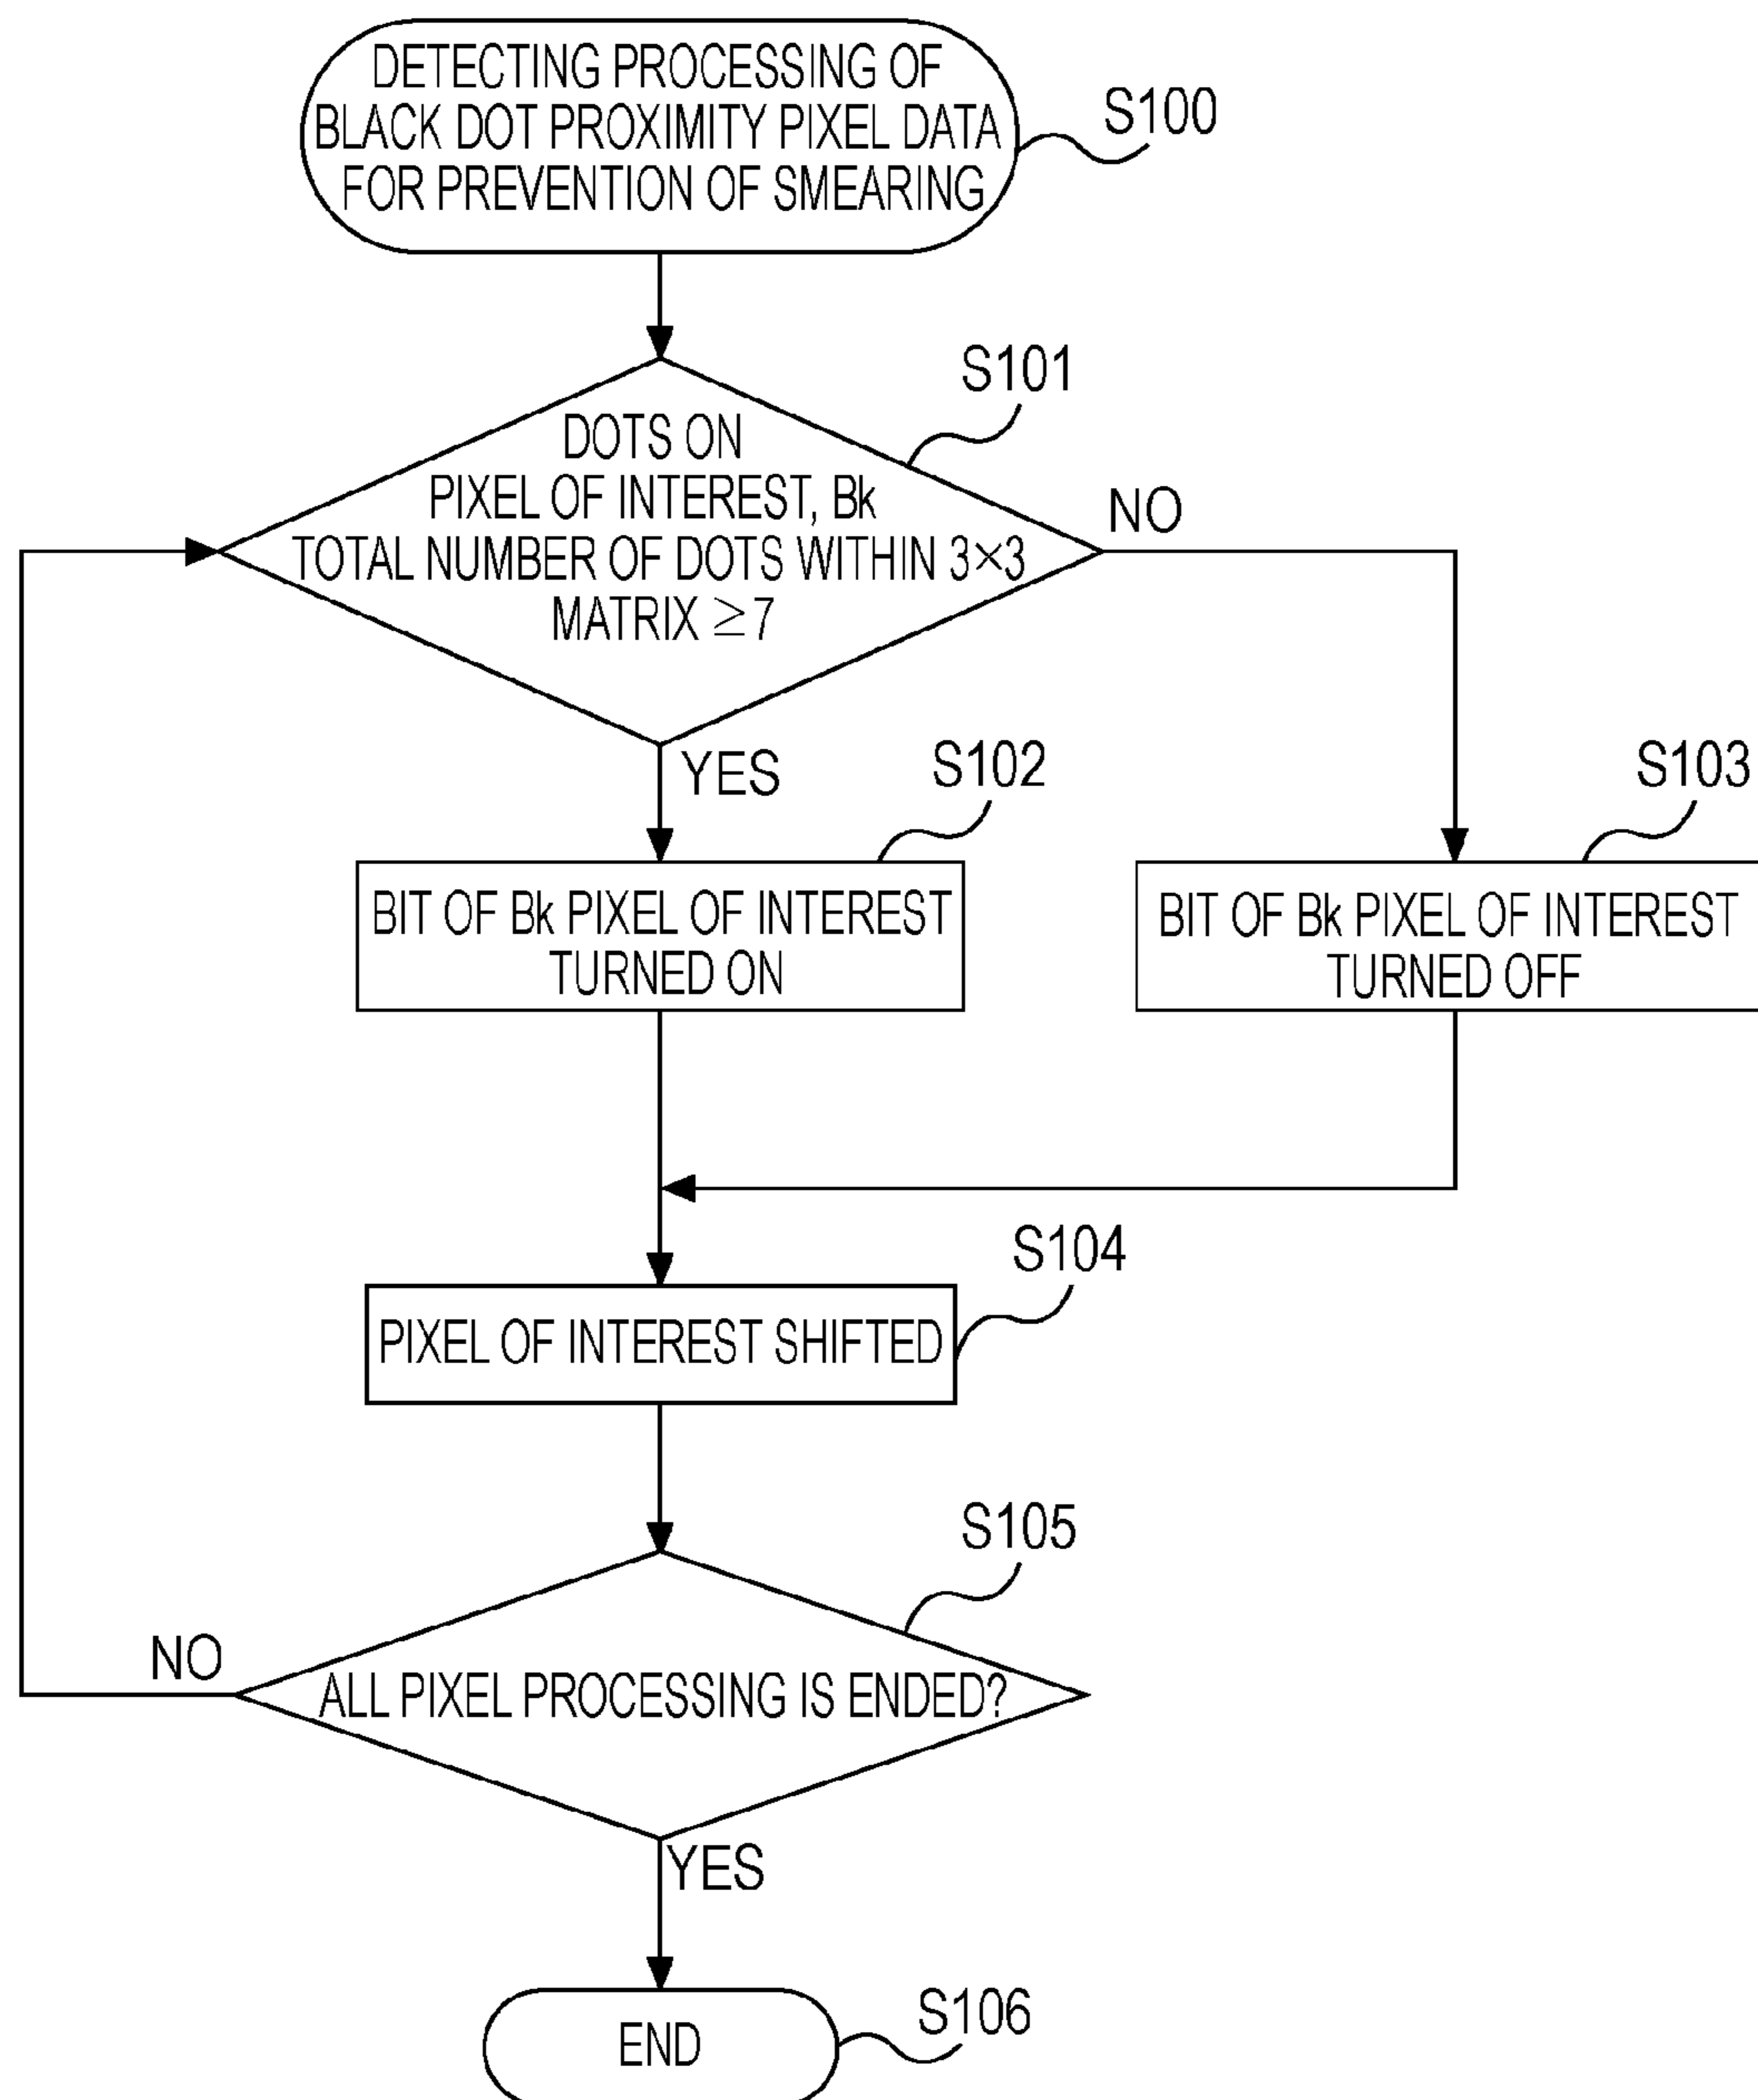 DETECTING PROCESSING OF
BLACK DOT PROXIMITY PIXEL DATA
FOR PREVENTION OF SMEARING
S100
S101
DOTS ON
PIXEL OF INTEREST, Bk
TOTAL NUMBER OF DOTS WITHIN 3×3
MATRIX ≧7
NO
YES
S102
S103
BIT OF Bk PIXEL OF INTEREST
TURNED ON
BIT OF Bk PIXEL OF INTEREST
TURNED OFF
S104
PIXEL OF INTEREST SHIFTED
S105
NO
ALL PIXEL PROCESSING IS ENDED?
YES
S106
END